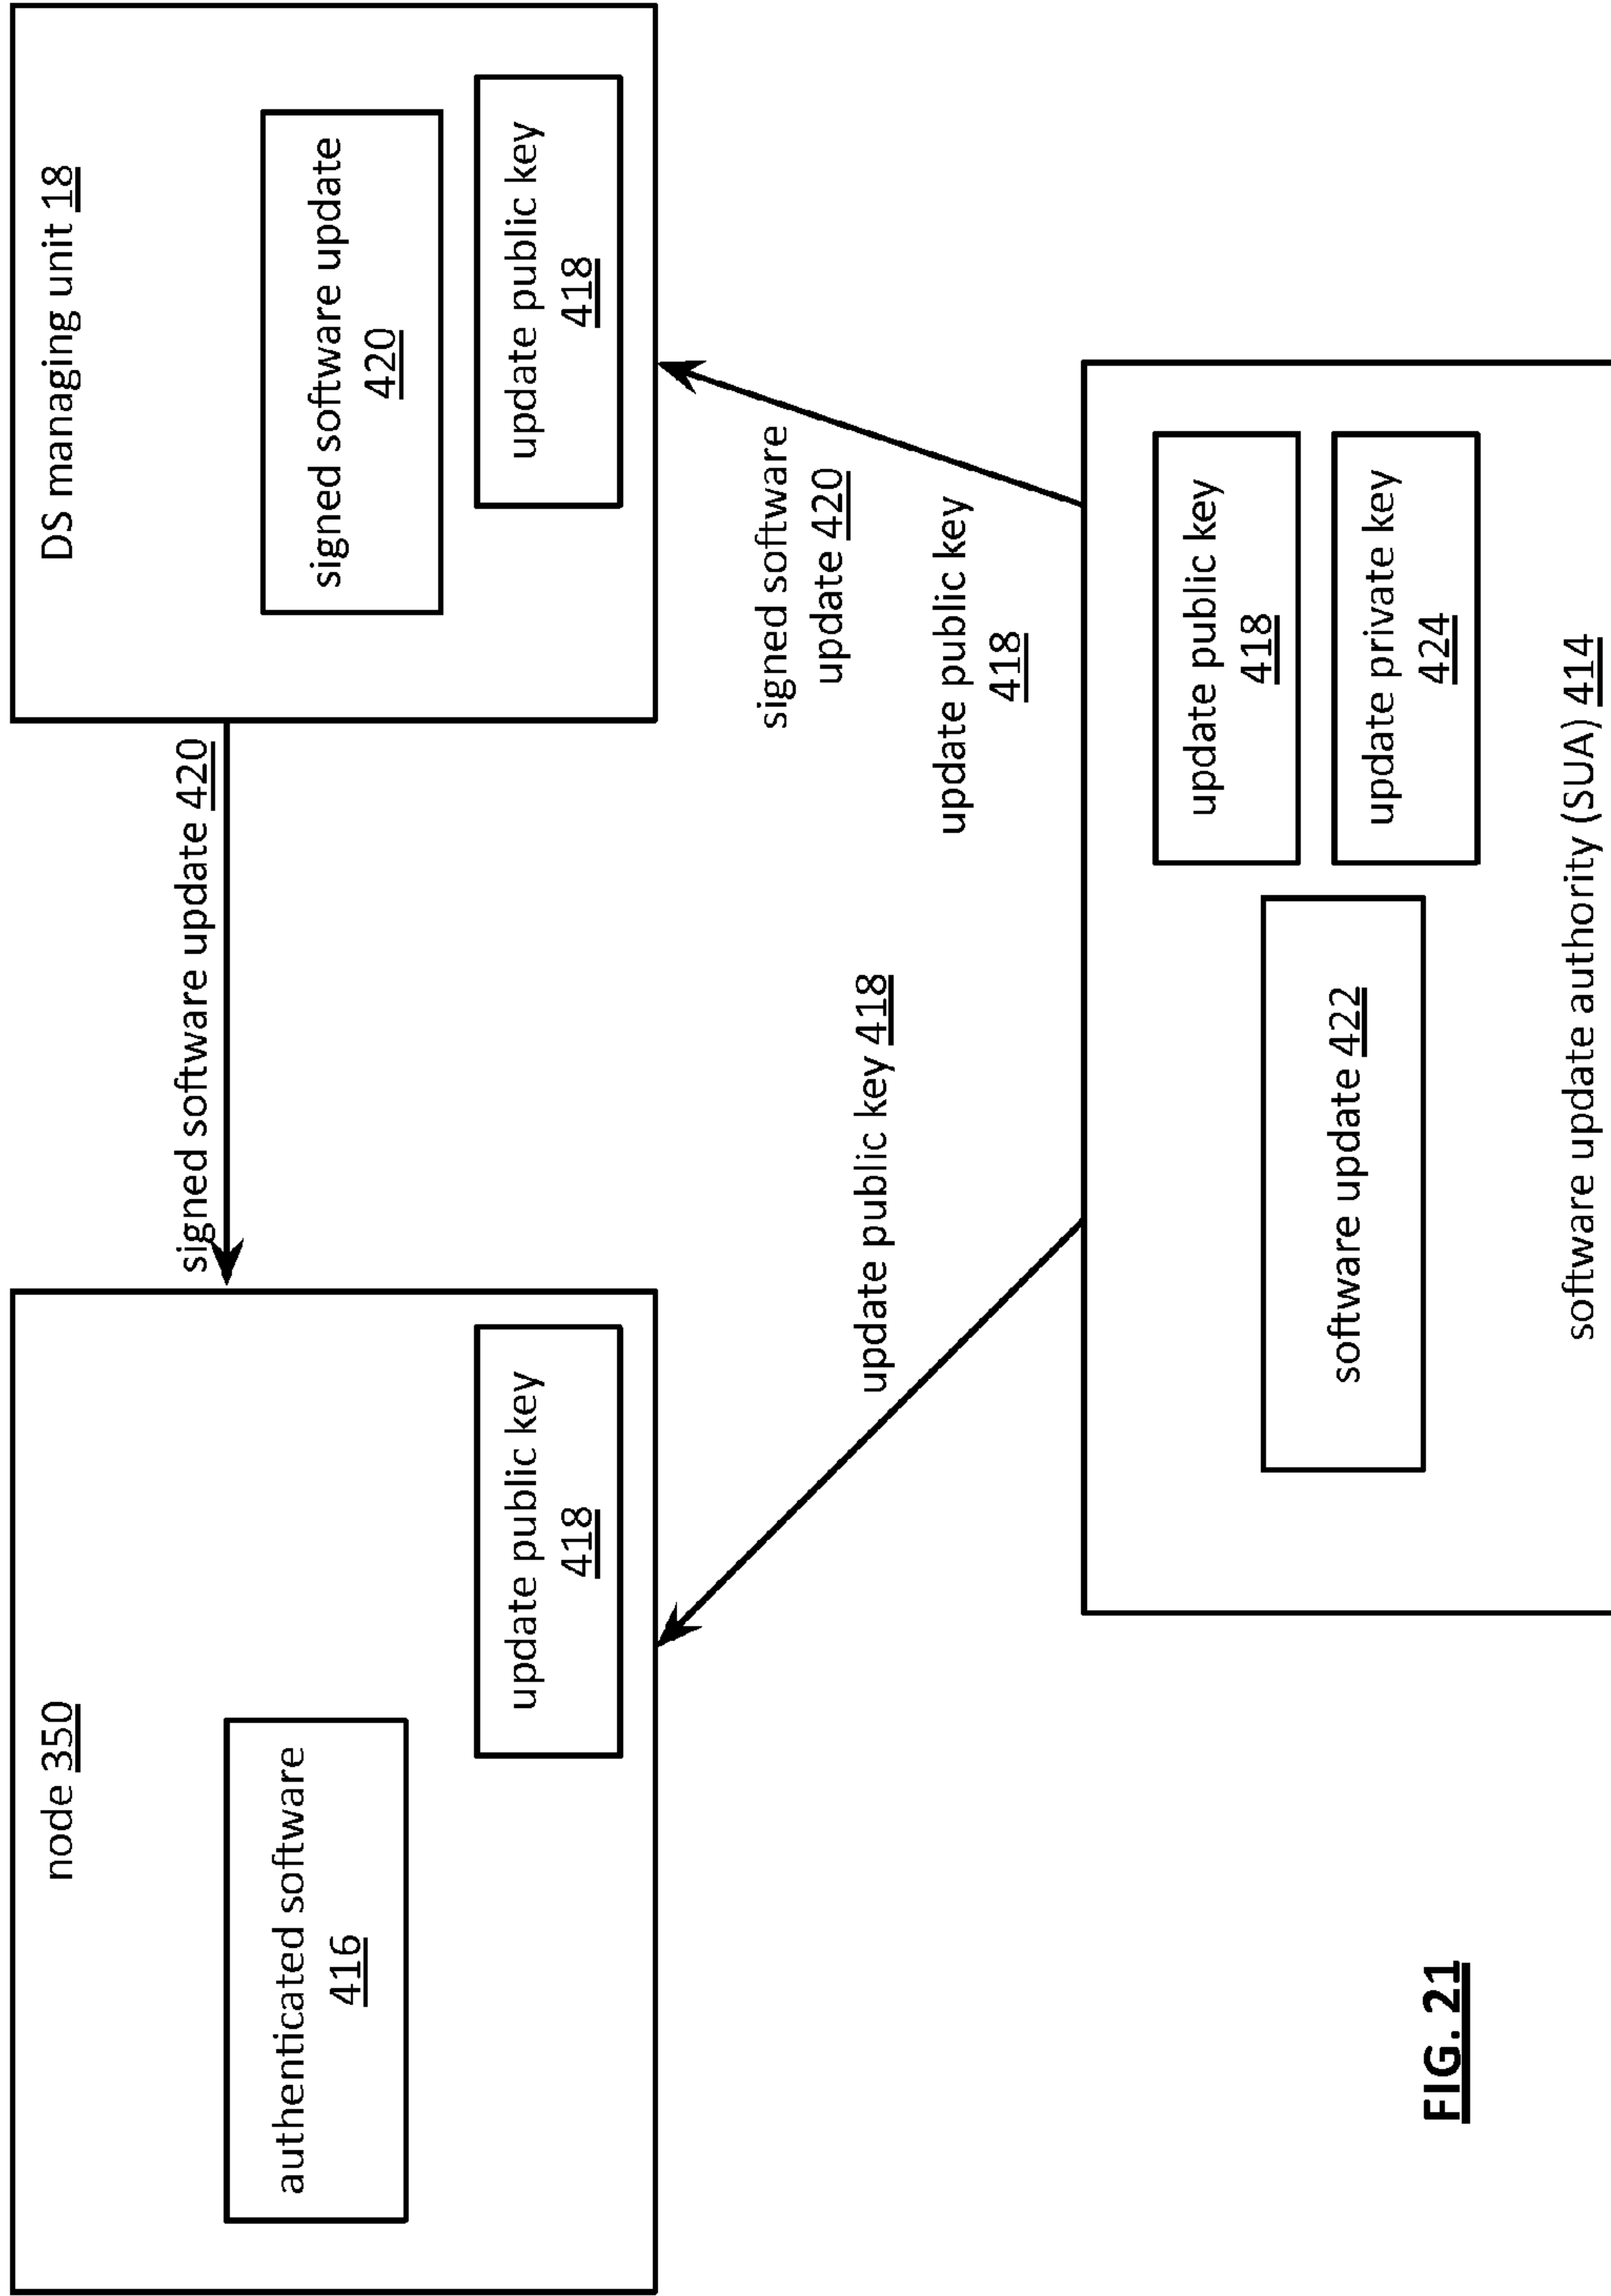 node 350
authenticated software
416
update public key
418
signed software update 420
DS managing unit 18
signed software update
420
update public key
418
update public key 418
signed software
update 420
update public key
418
software update 422
update public key
418
update private key
424
software update authority (SUA) 414
FIG. 21